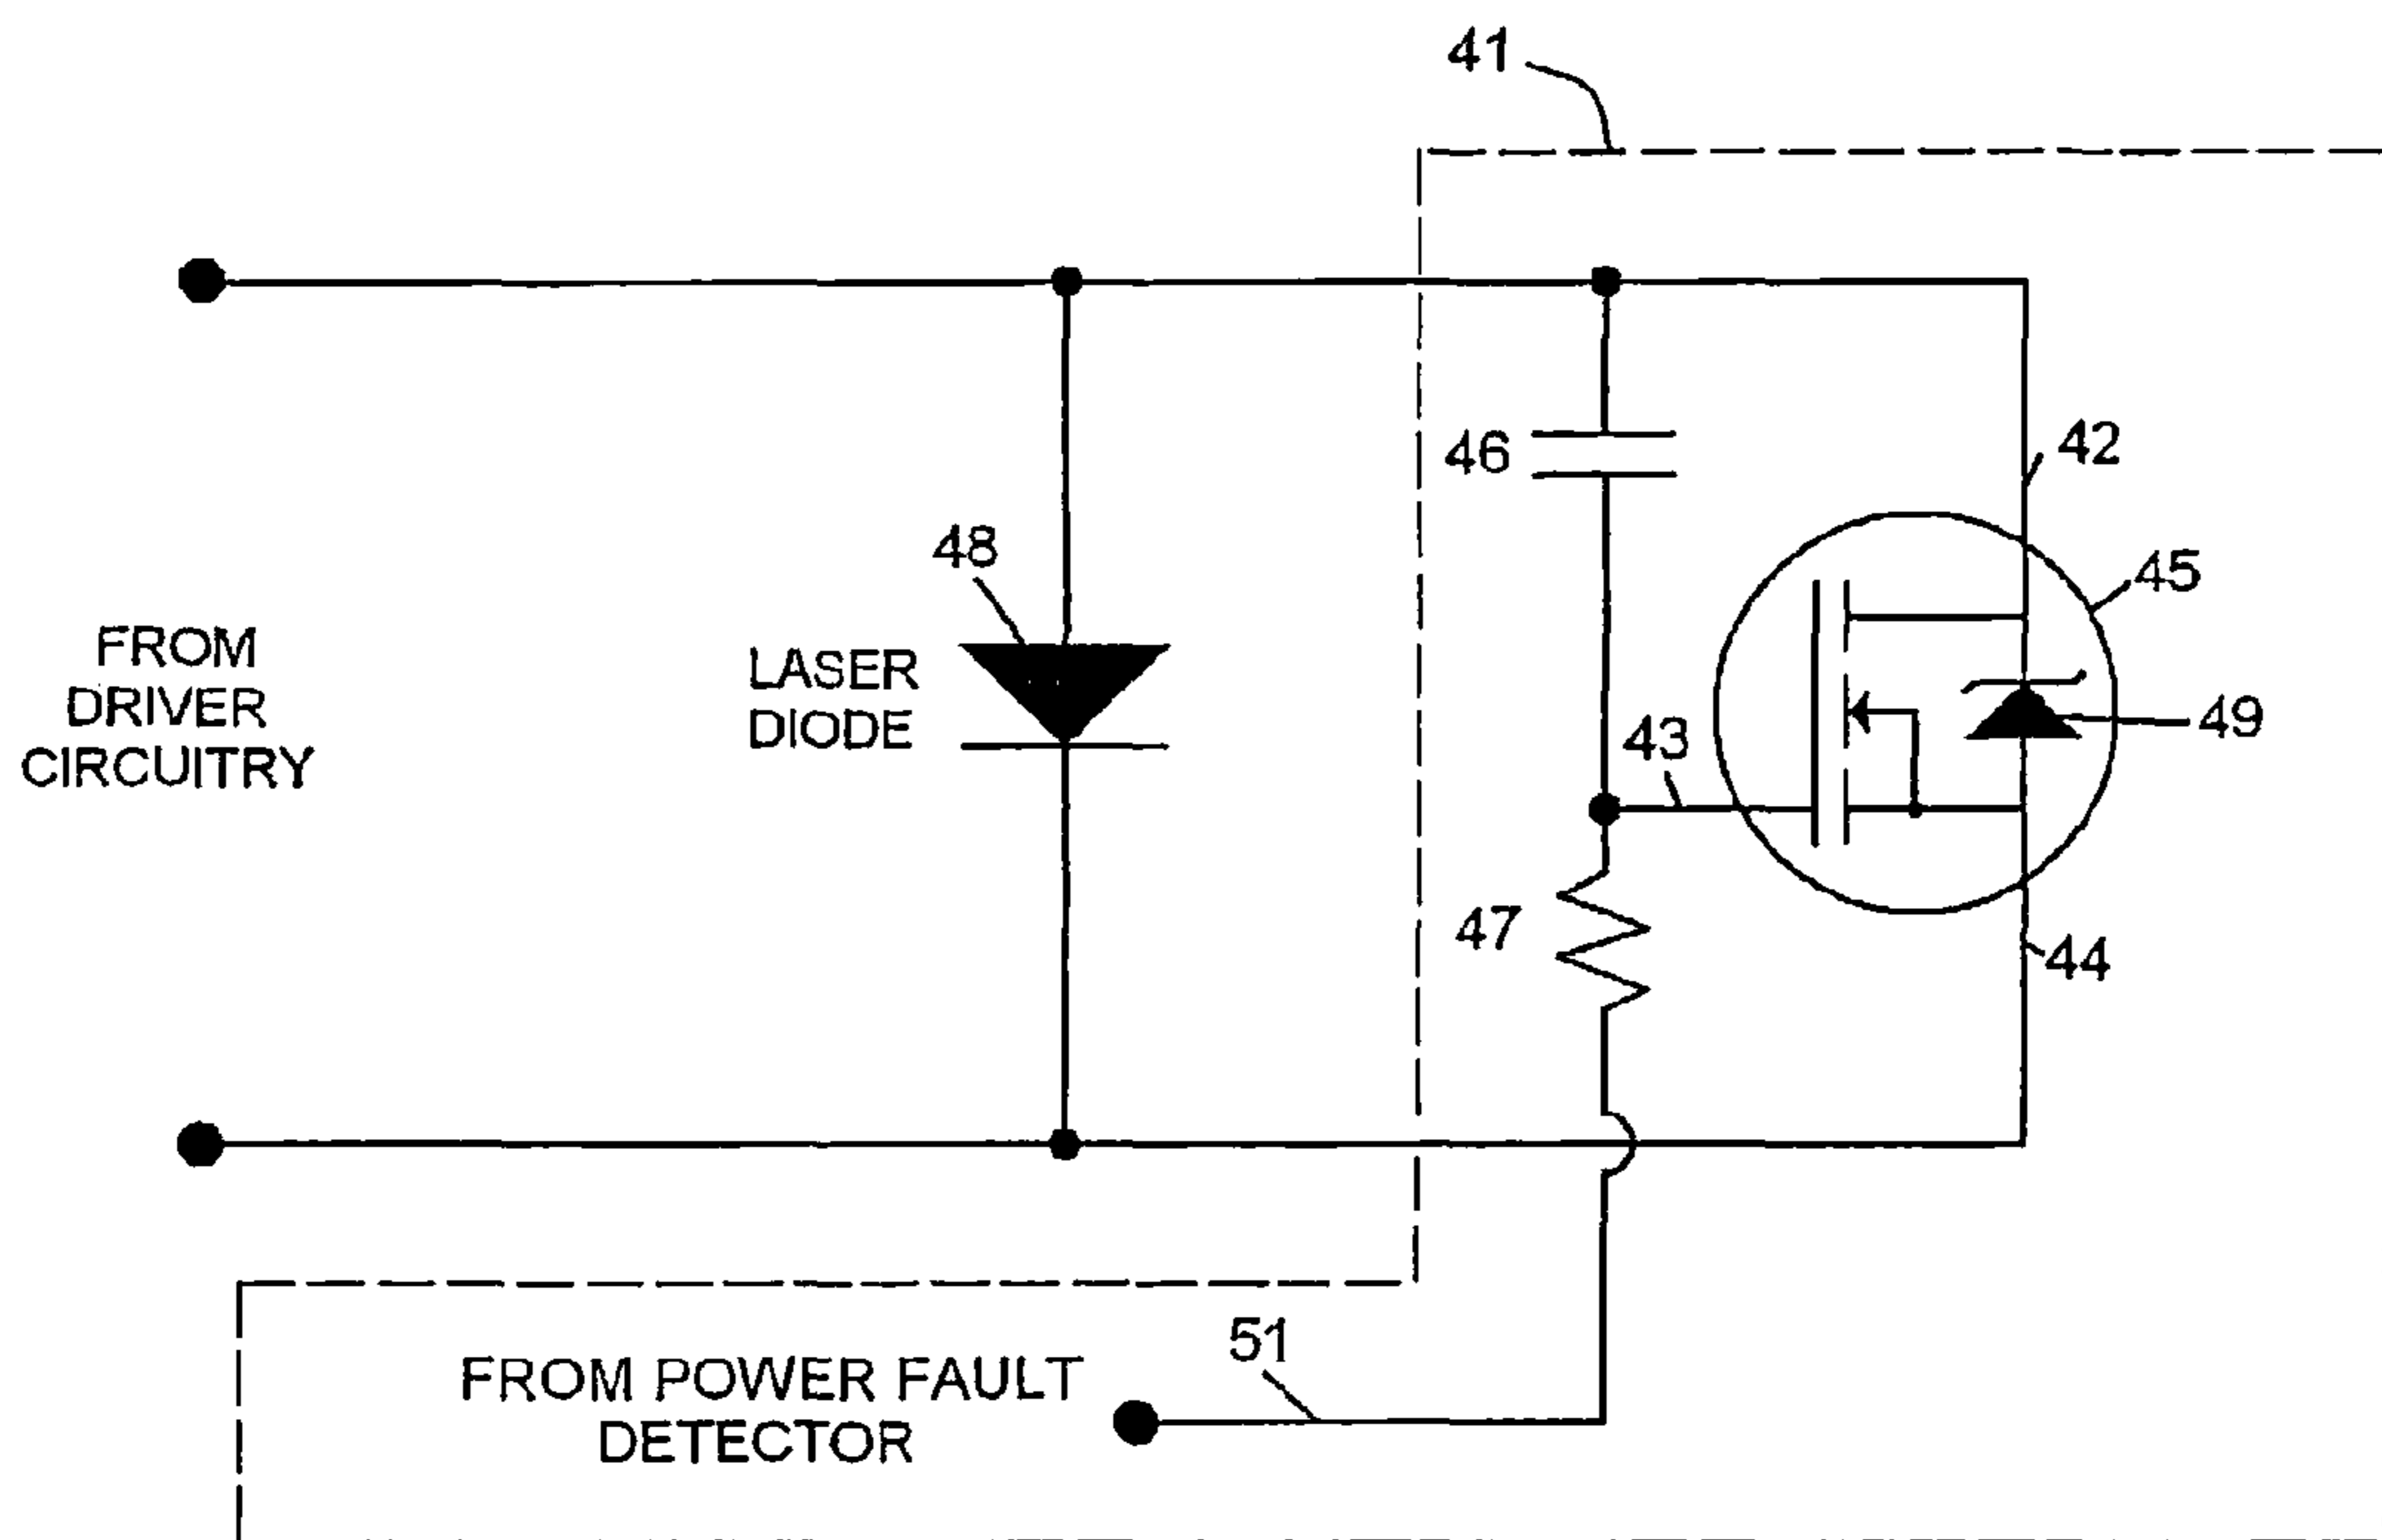 41
46
42
48
45
FROM
DRIVER
CIRCUITRY
LASER
DIODE
43
49
47
44
51
FROM POWER FAULT
DETECTOR